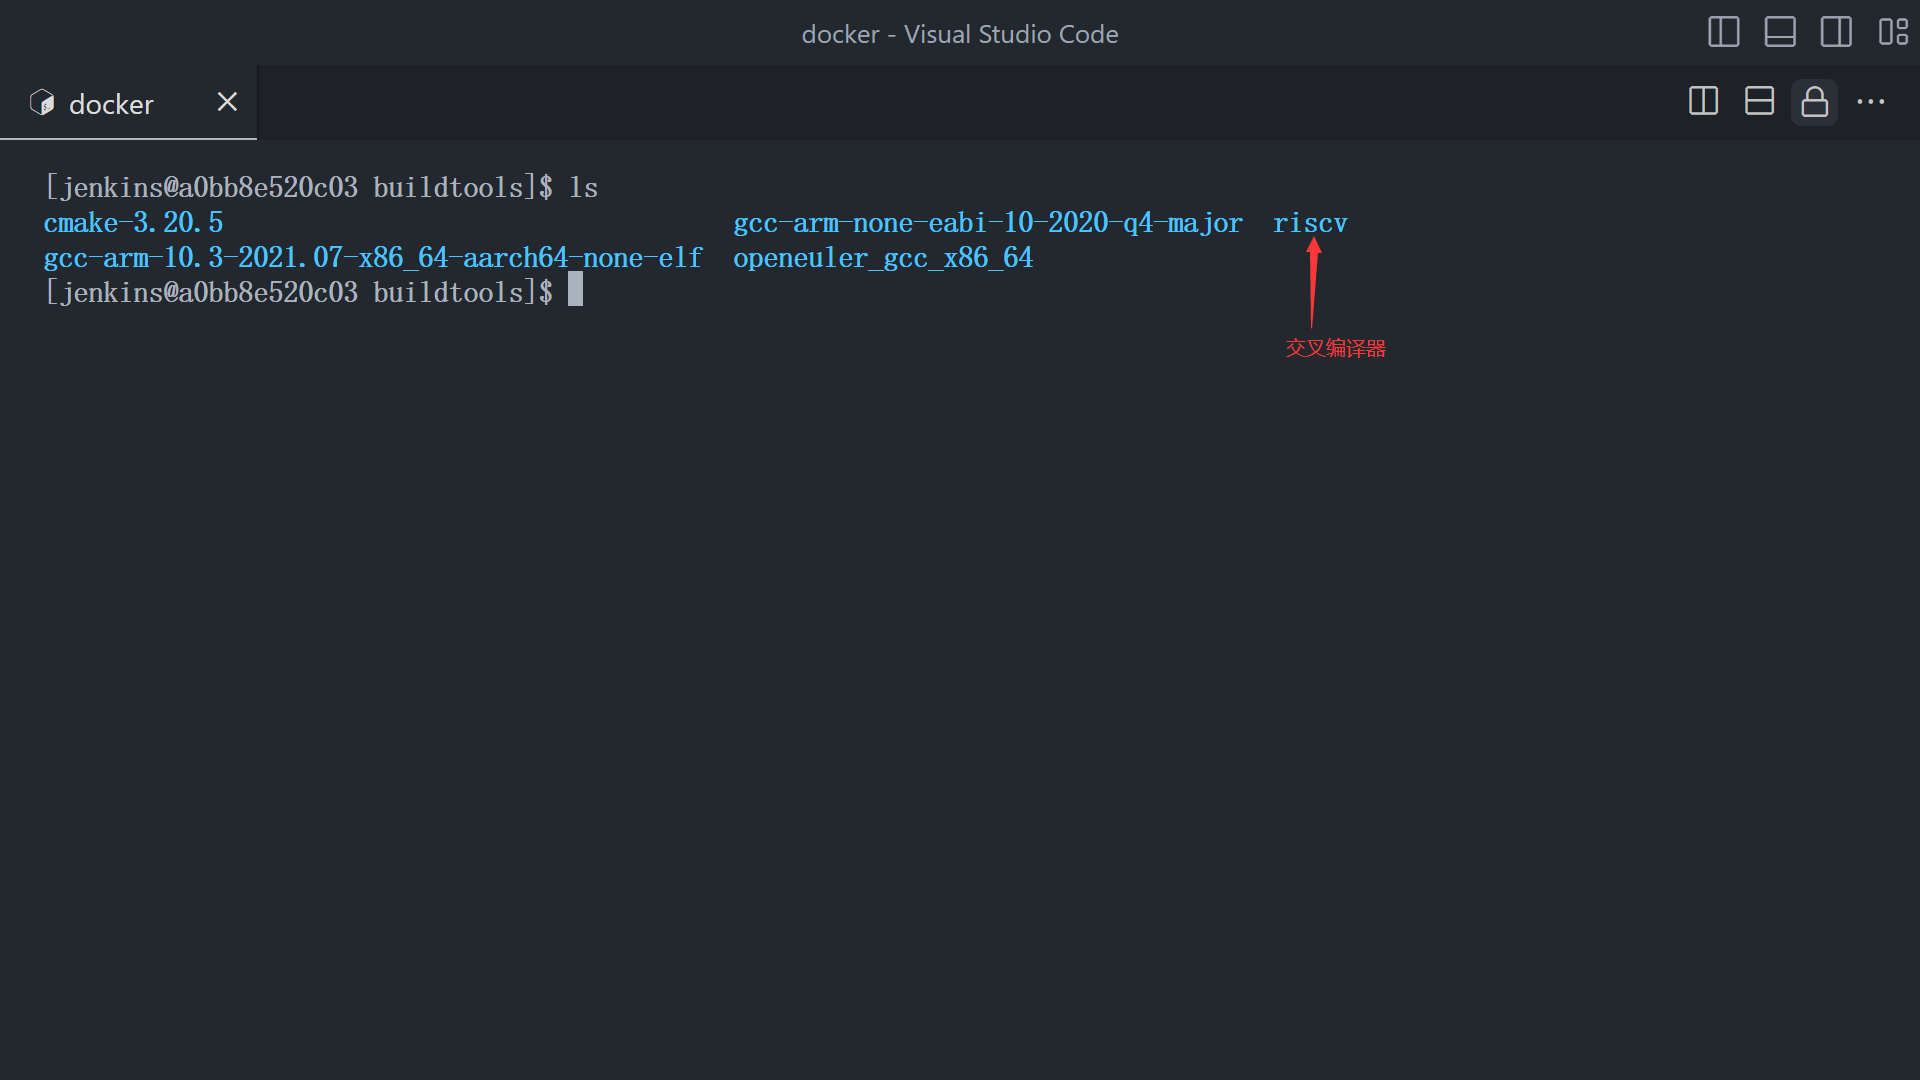 docker - Visual Studio Code
docker
[jenkins@a0bb8e520c03 buildtools]$ ls
cmake-3.20.5 gcc-arm-none-eabi-10-2020-q4-major riscv
gcc-arm-10.3-2021.07-x86_64-aarch64-none-elf openeuler_gcc_x86_64
[jenkins@a0bb8e520c03 buildtools]$
交叉编译器